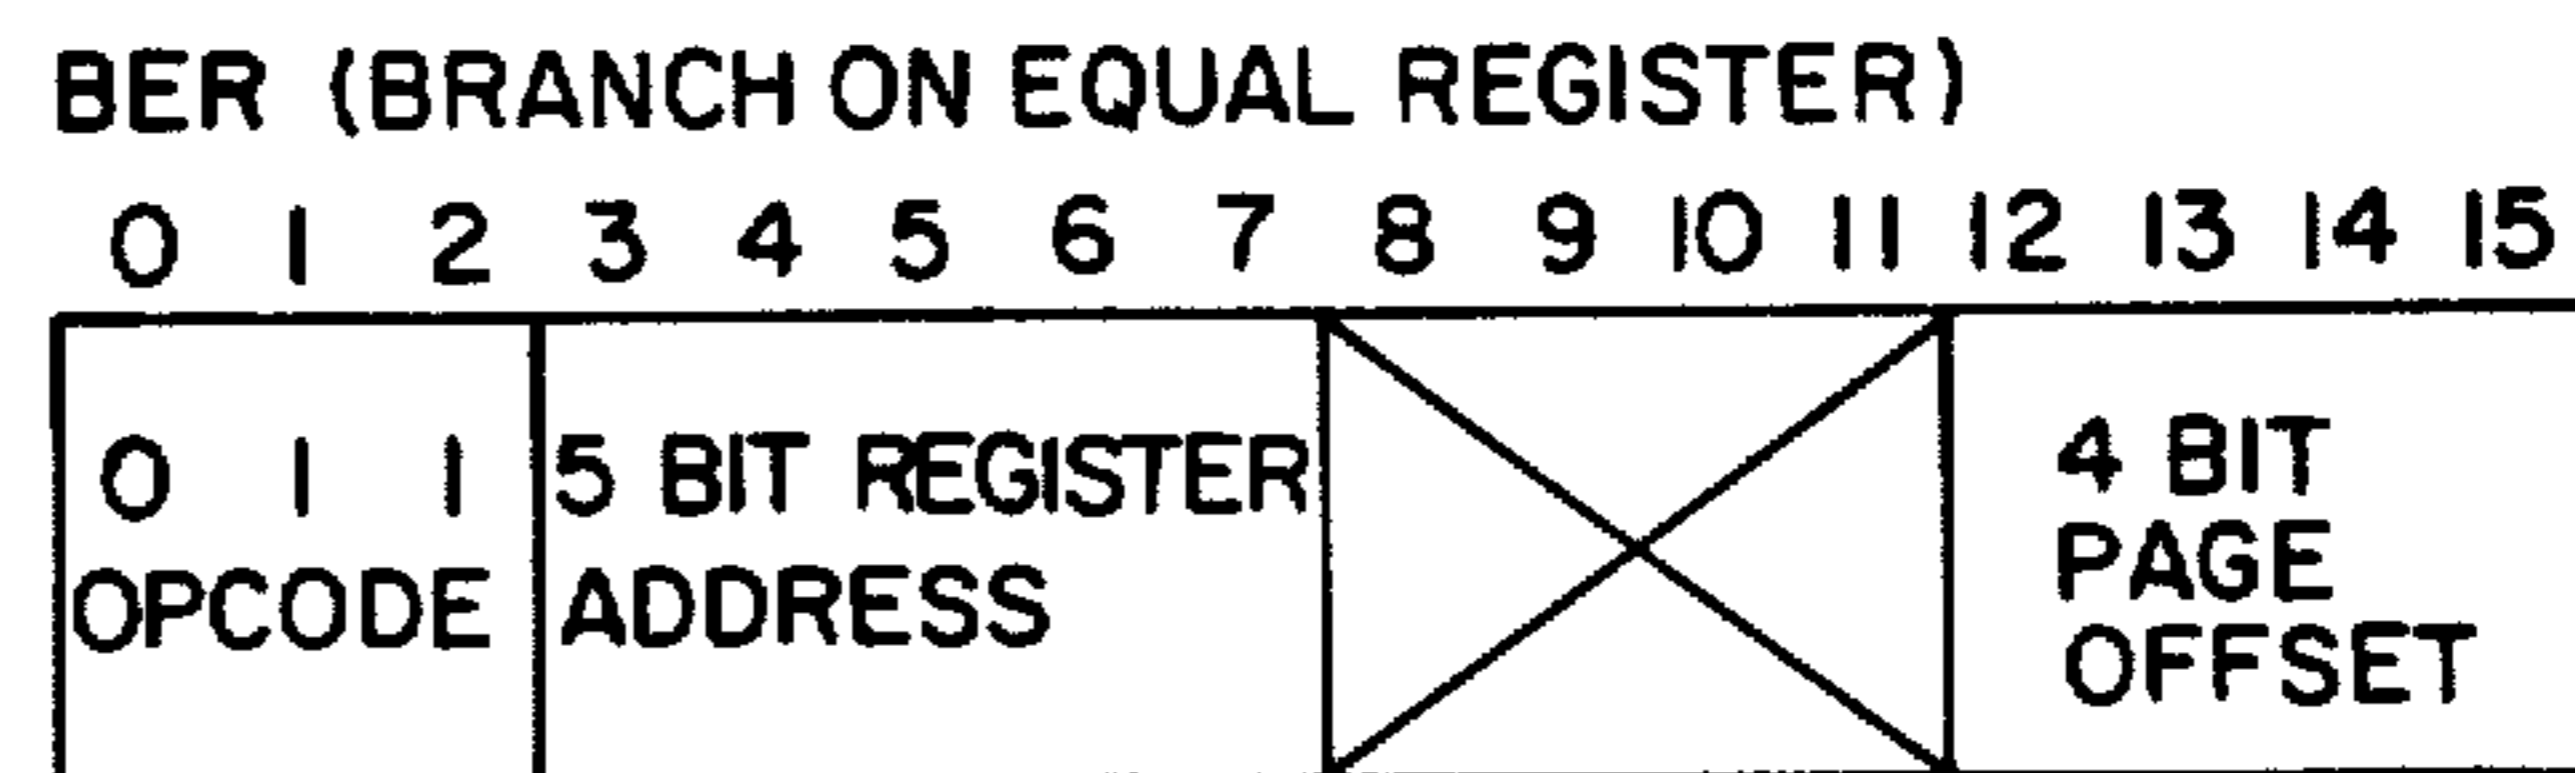 BER (BRANCH ON EQUAL REGISTER)
0 1 2 3 4 5 6 7 8 9 10 11 12 13 14 15
0 1 1 5 BIT REGISTER 4 BIT
OPCODE ADDRESS PAGE
OFFSET